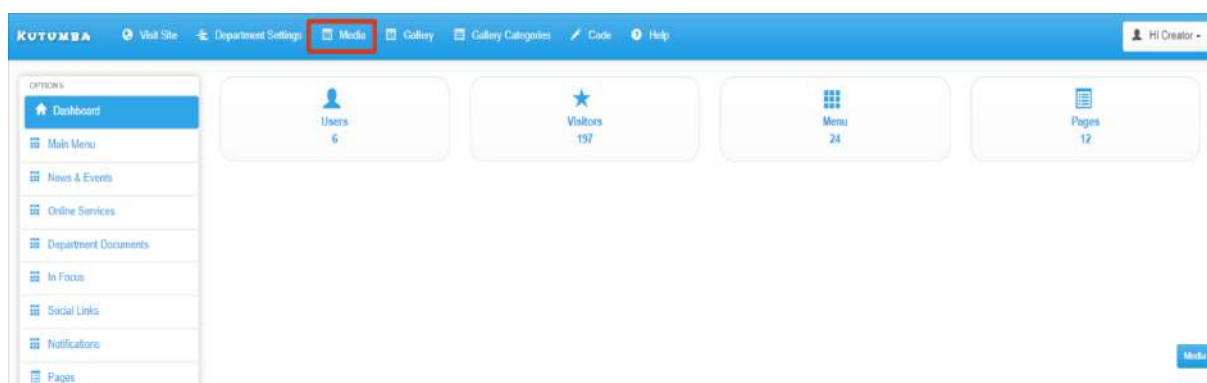 KUTUMBA Visit Site Department Settings Media Gallery Gallery Categories Code Help Hi Creator
OPTIONS
Dashboard
Main Menu
News & Events
Online Services
Department Documents
In Focus
Social Links
Notifications
Pages
Users
6
Visitors
197
Menu
24
Pages
12
Media